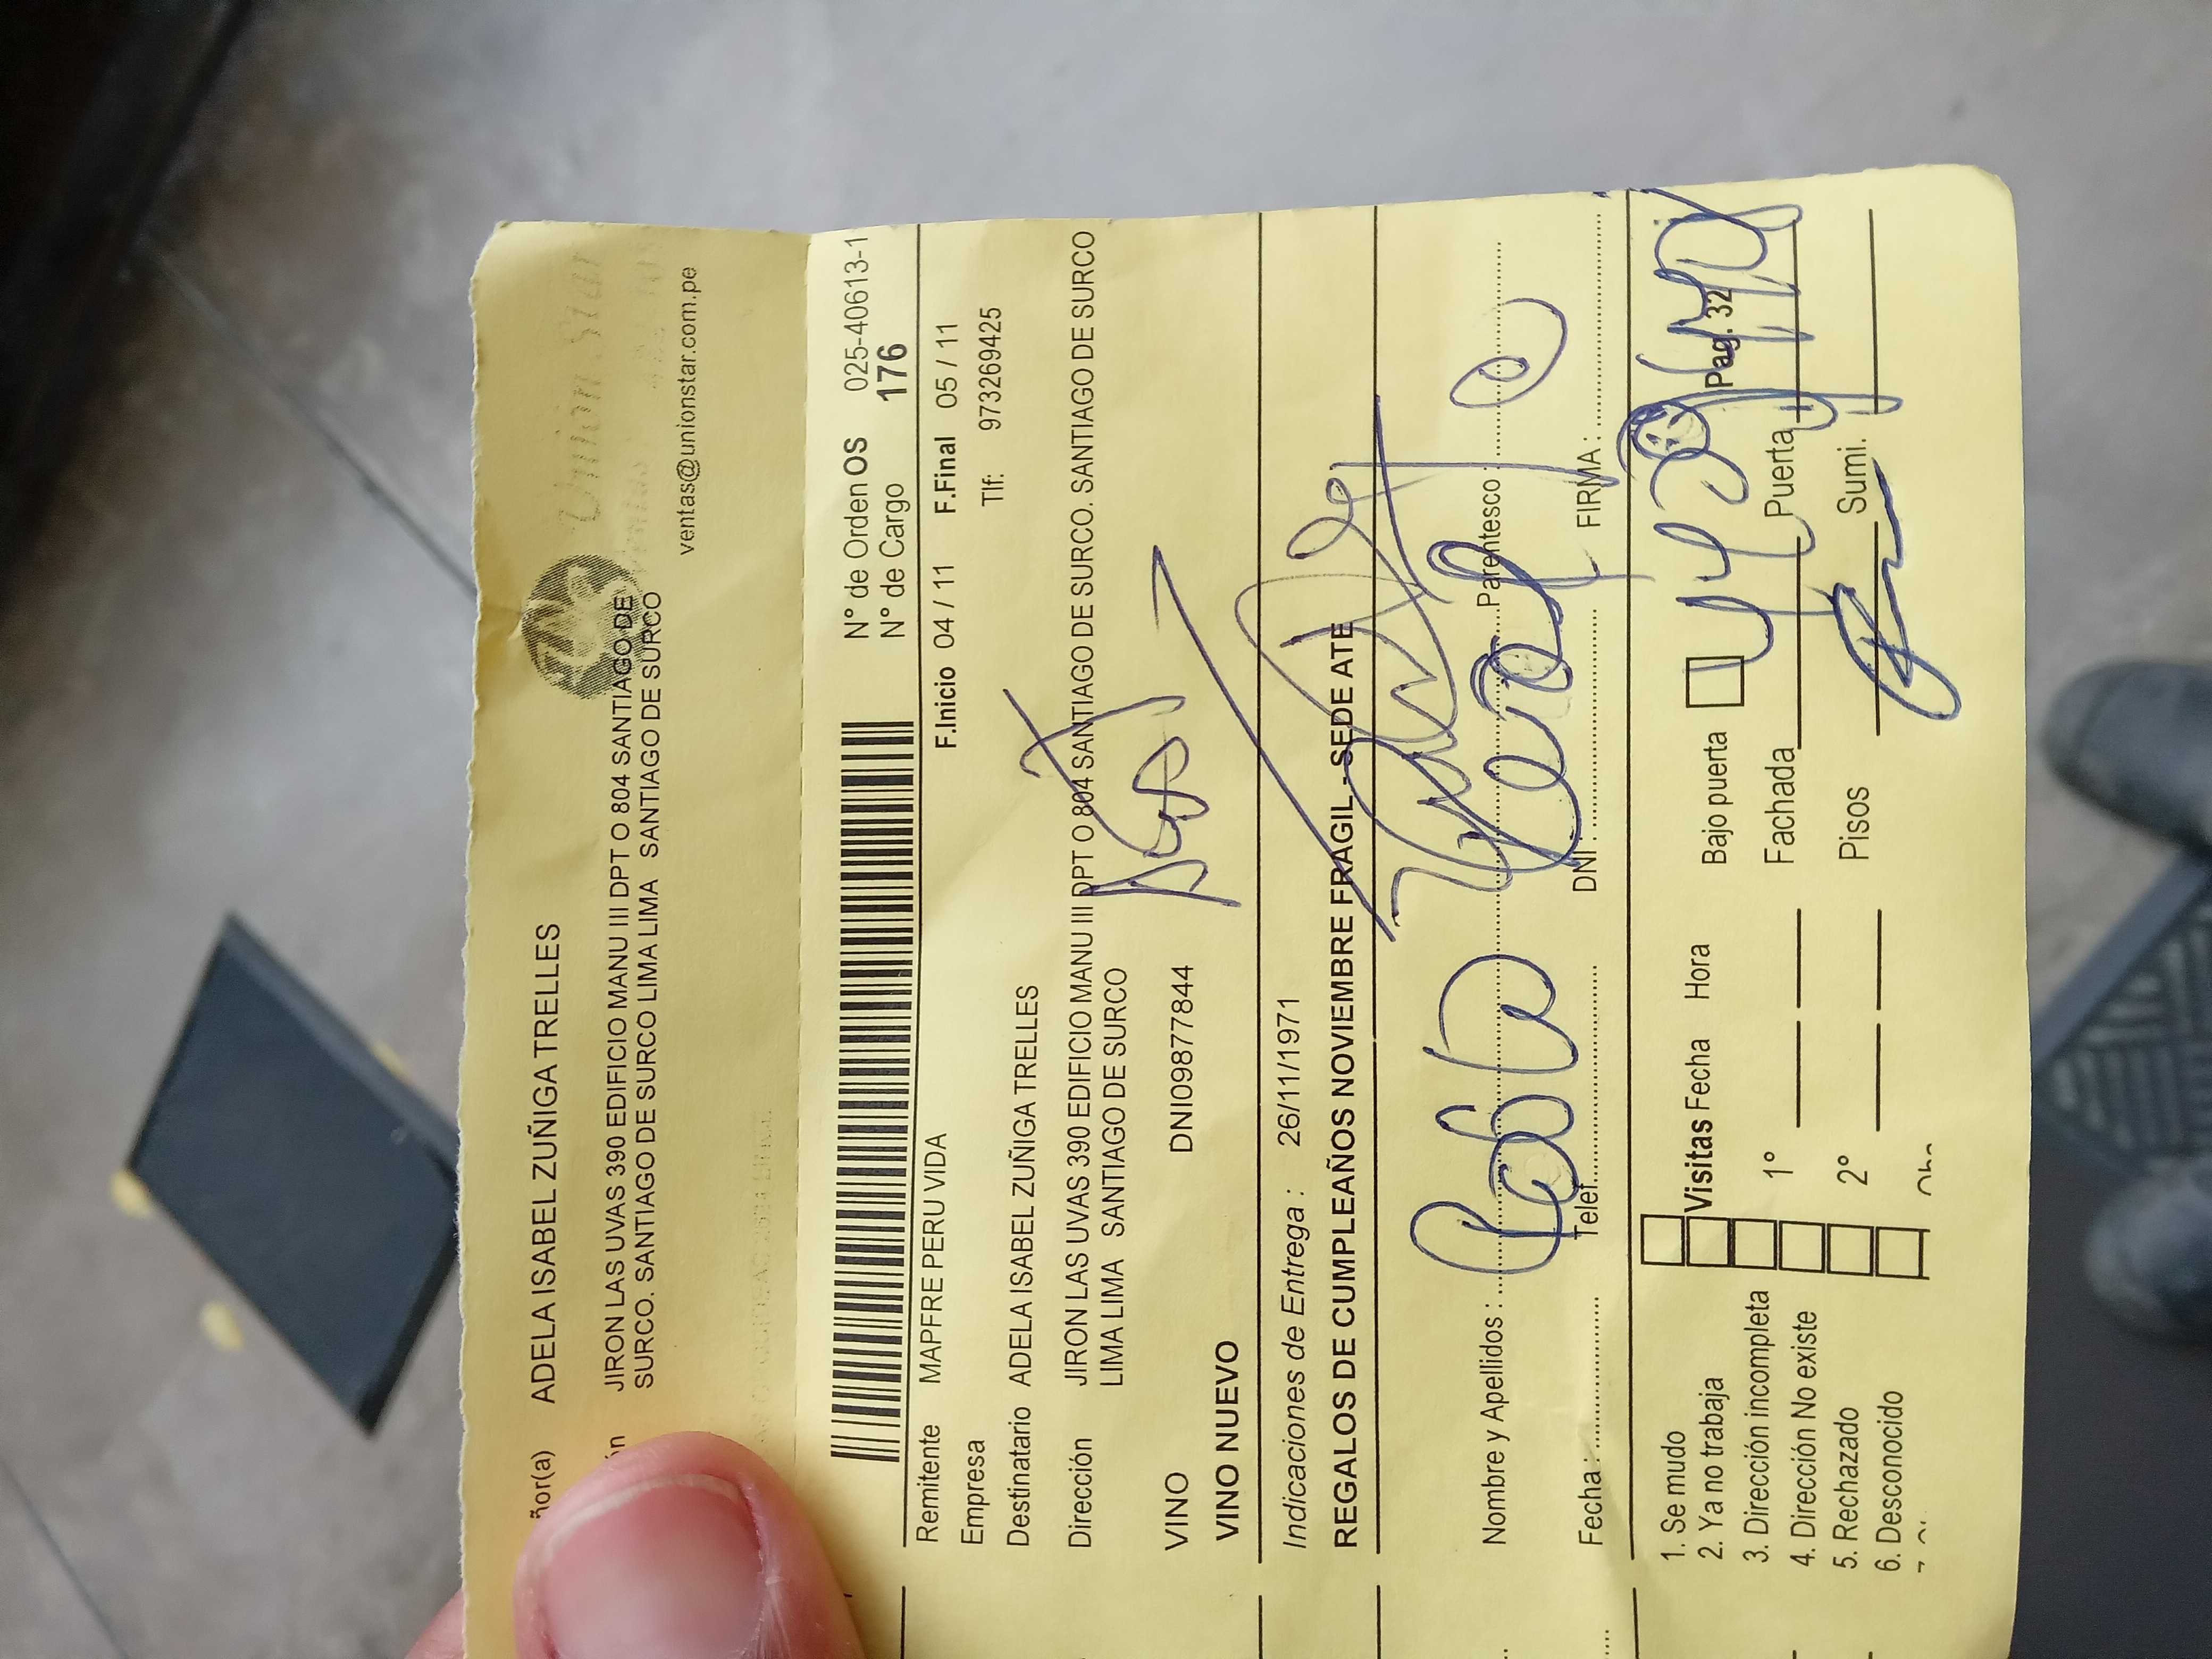 ñor(a) ADELA ISABEL ZUÑIGA TRELLES
ón JIRON LAS UVAS 390 EDIFICIO MANU III DPT O 804 SANTIAGO DE
SURCO. SANTIAGO DE SURCO LIMA LIMA SANTIAGO DE SURCO
ventas@unionstar.com.pe
N° de Orden OS 025-40613-1
N° de Cargo 176
Remitente MAPFRE PERU VIDA F.Inicio 04 / 11 F.Final 05 / 11
Empresa Tlf: 973269425
Destinatario ADELA ISABEL ZUÑIGA TRELLES
Dirección JIRON LAS UVAS 390 EDIFICIO MANU III DPT O 804 SANTIAGO DE SURCO. SANTIAGO DE SURCO
LIMA LIMA SANTIAGO DE SURCO
VINO DNI09877844
VINO NUEVO
Indicaciones de Entrega : 26/11/1971
REGALOS DE CUMPLEAÑOS NOVIEMBRE FRAGIL - SEDE ATE
Nombre y Apellidos : Parentesco :
Fecha : Telef. DNI : FIRMA :
1. Se mudo
2. Ya no trabaja Visitas Fecha Hora Bajo puerta Pag. 32
3. Dirección incompleta
4. Dirección No existe 1° Fachada Puerta
5. Rechazado 2° Pisos Sumi.
6. Desconocido